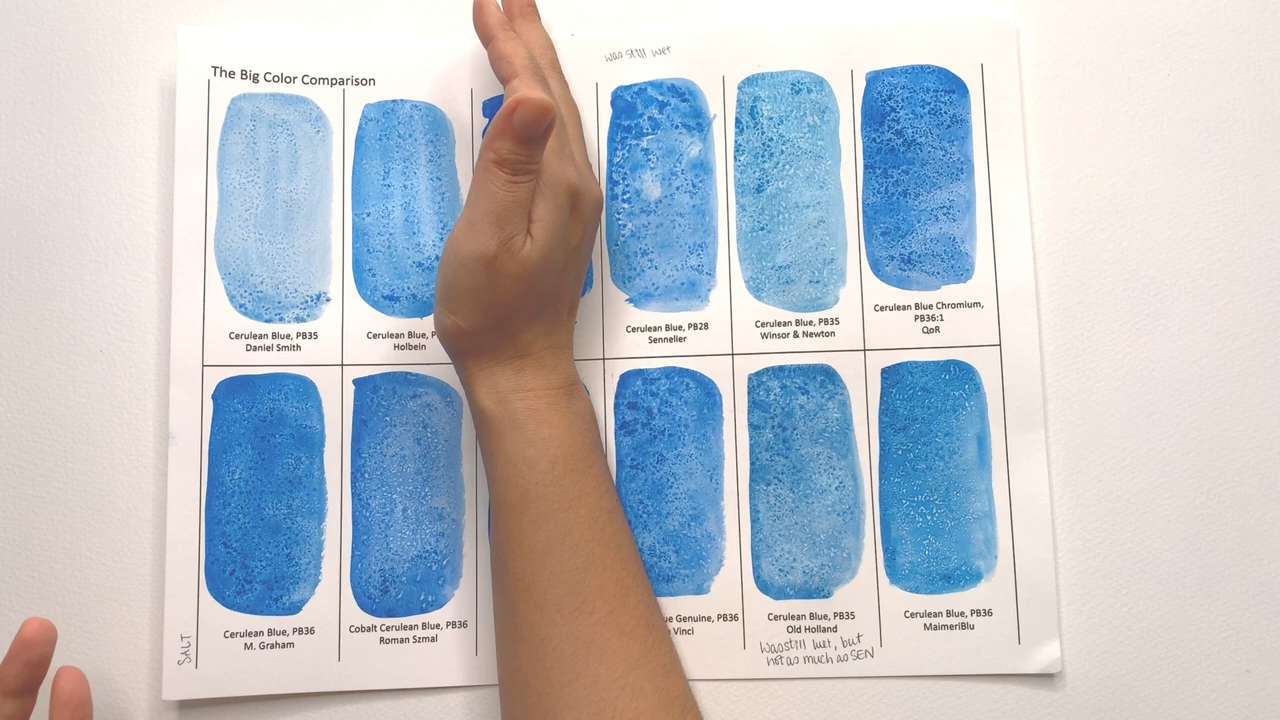 was still wet
The Big Color Comparison
Cerulean Blue, PB35
Daniel Smith
Cerulean Blue, P
Holbein
Cerulean Blue, PB28
Sennelier
Cerulean Blue, PB35
Winsor & Newton
Cerulean Blue Chromium,
PB36:1
QoR
Cerulean Blue, PB36
M. Graham
Cobalt Cerulean Blue, PB36
Roman Szmal
ue Genuine, PB36
Vinci
Cerulean Blue, PB35
Old Holland
Was still wet, but
not as much as SEN
Cerulean Blue, PB36
MaimeriBlu
SALT